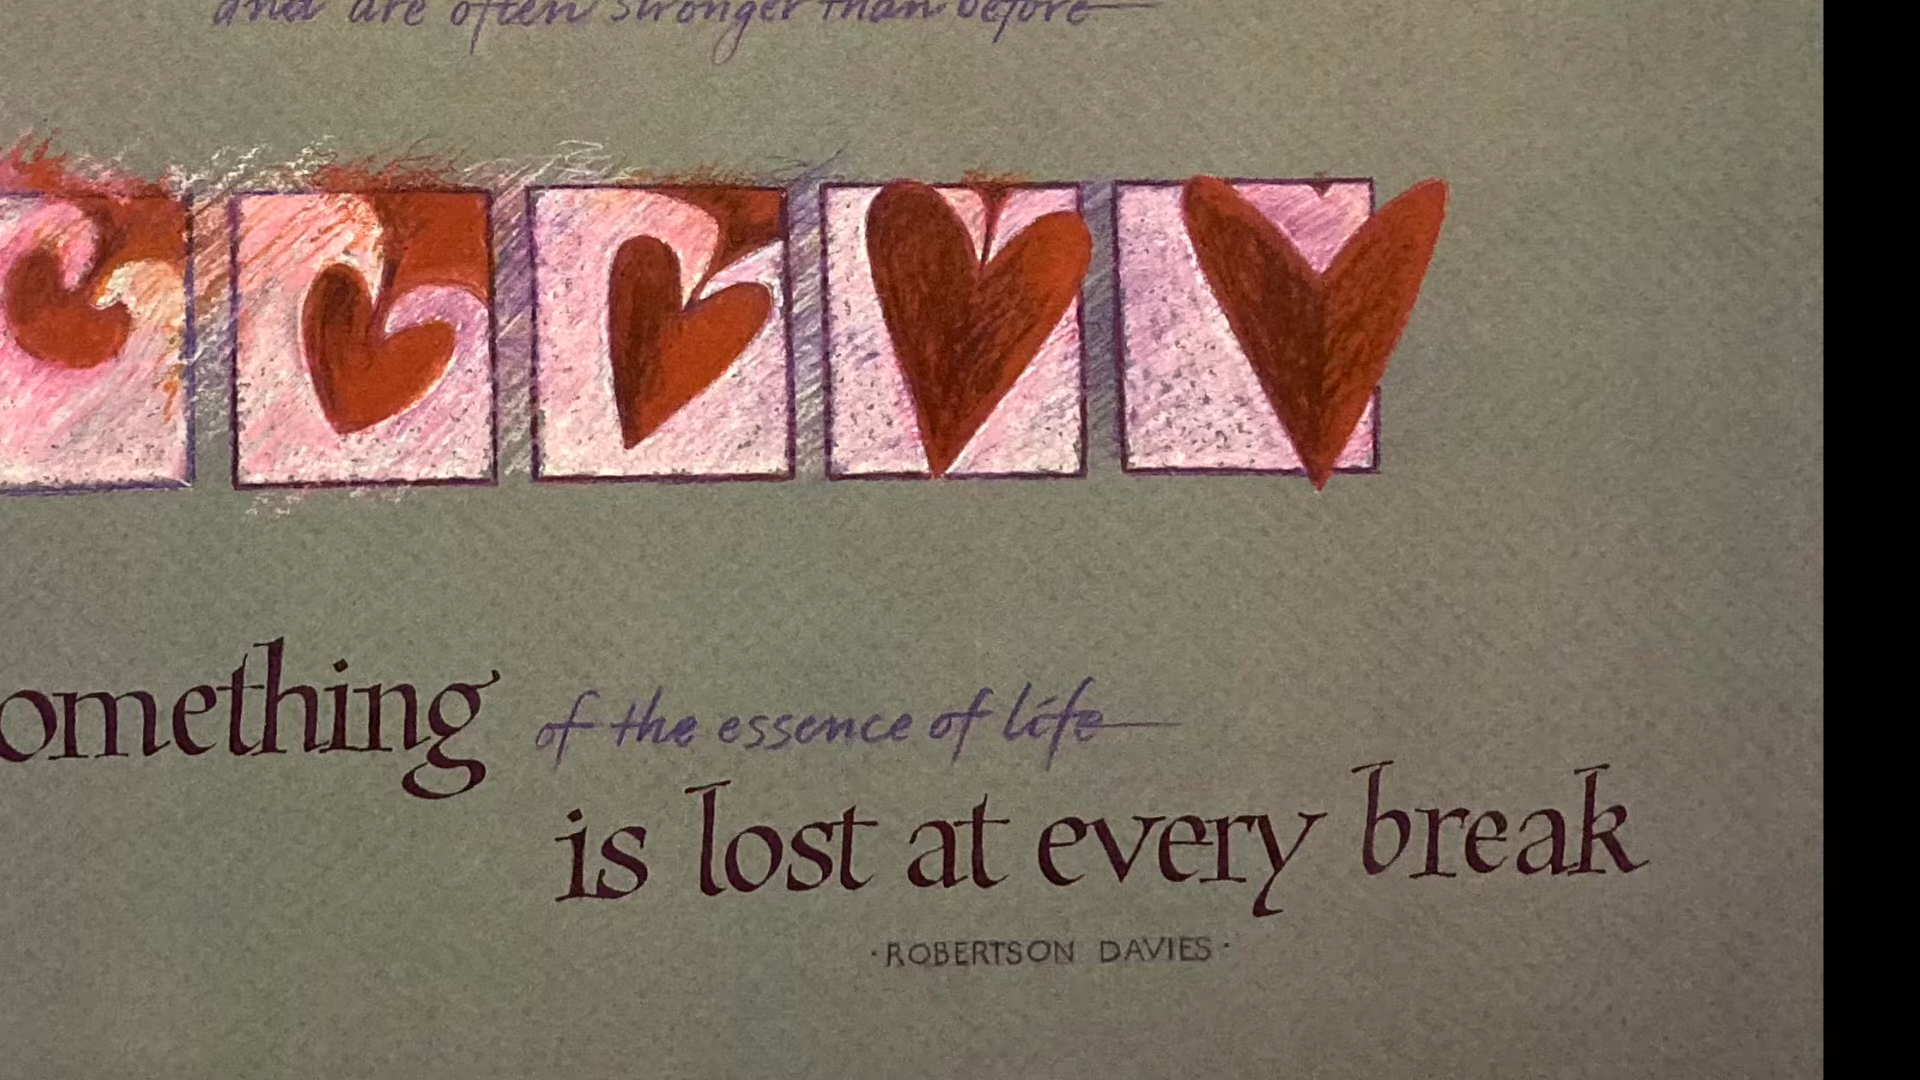 and are often stronger than before
omething of the essence of life
is lost at every break
·ROBERTSON DAVIES·